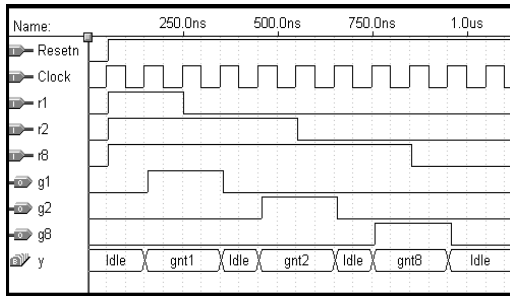 Name: 250.0ns 500.0ns 750.0ns 1.0us
Resetn
Clock
r1
r2
r8
g1
g2
g8
y Idle gnt1 Idle gnt2 Idle gnt8 Idle